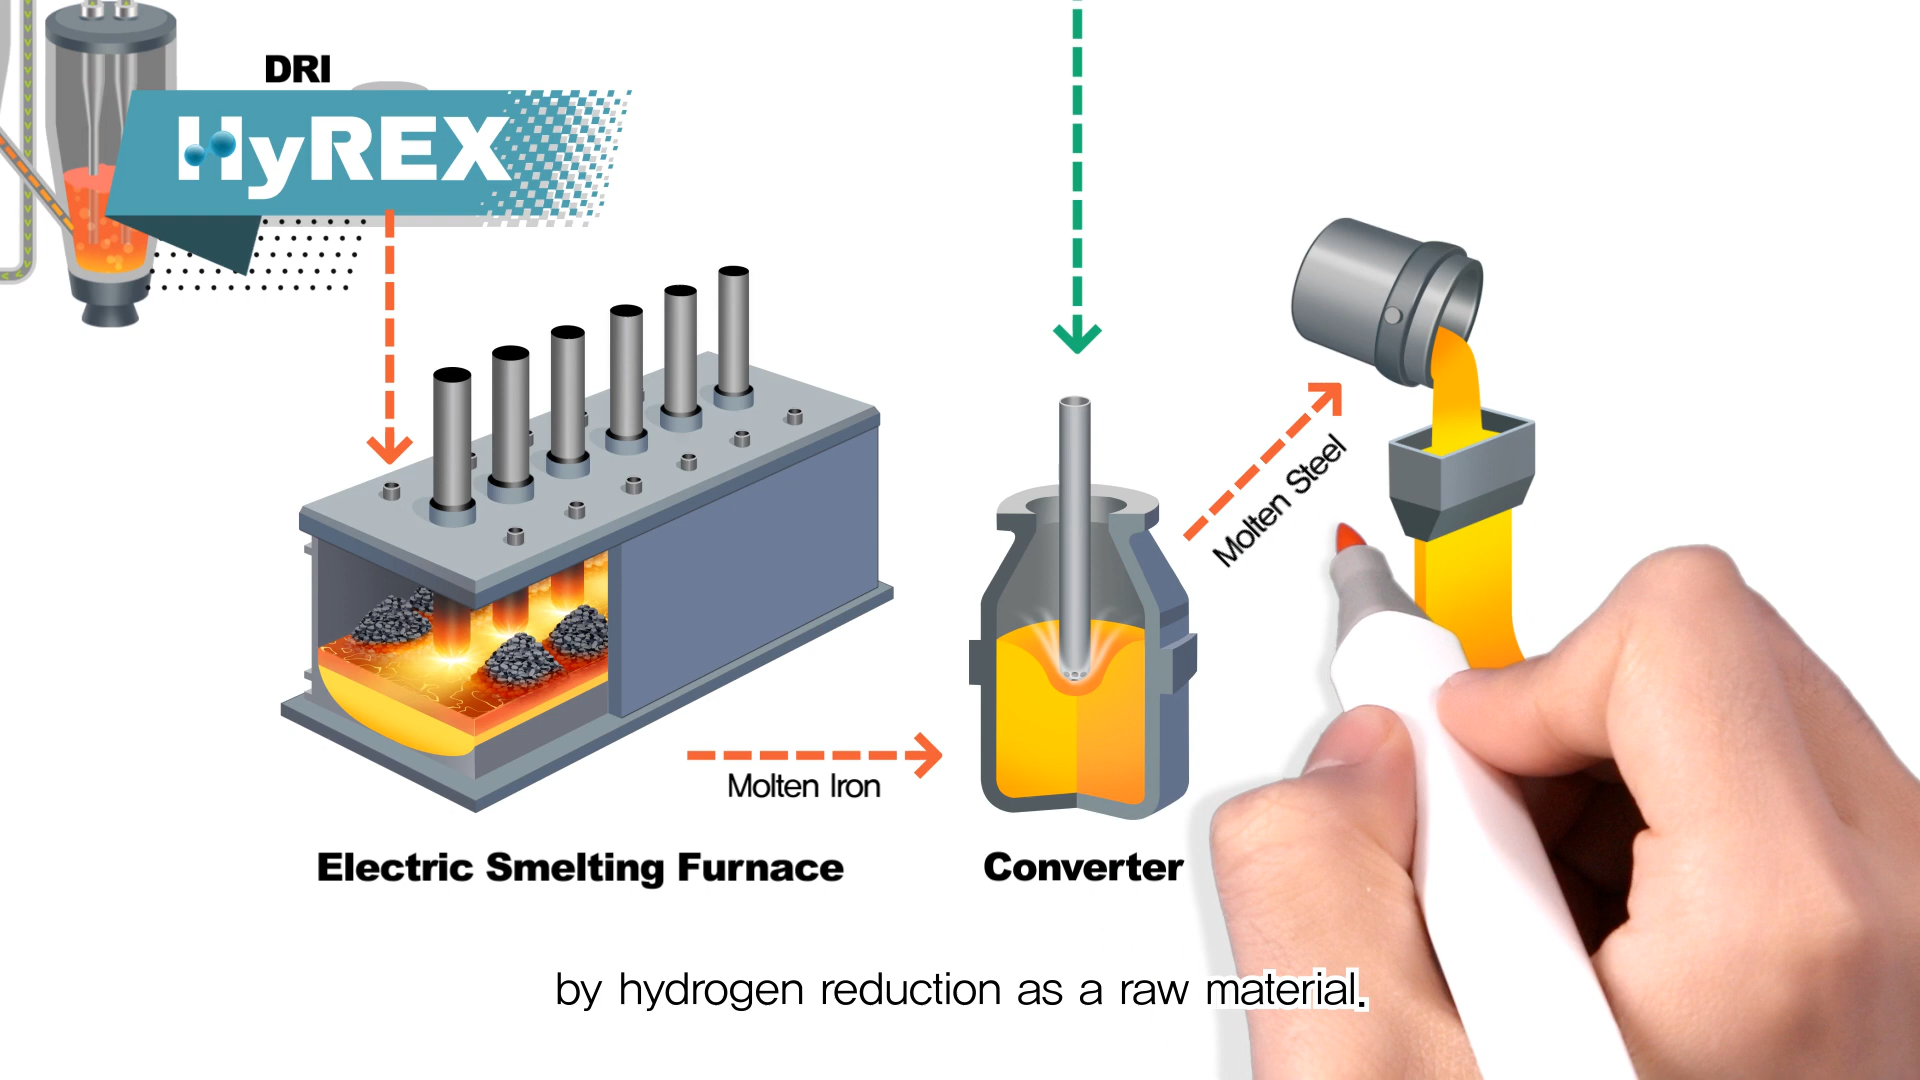 DRI
HyREX
Molten Steel
Molten Iron
Electric Smelting Furnace
Converter
by hydrogen reduction as a raw material.